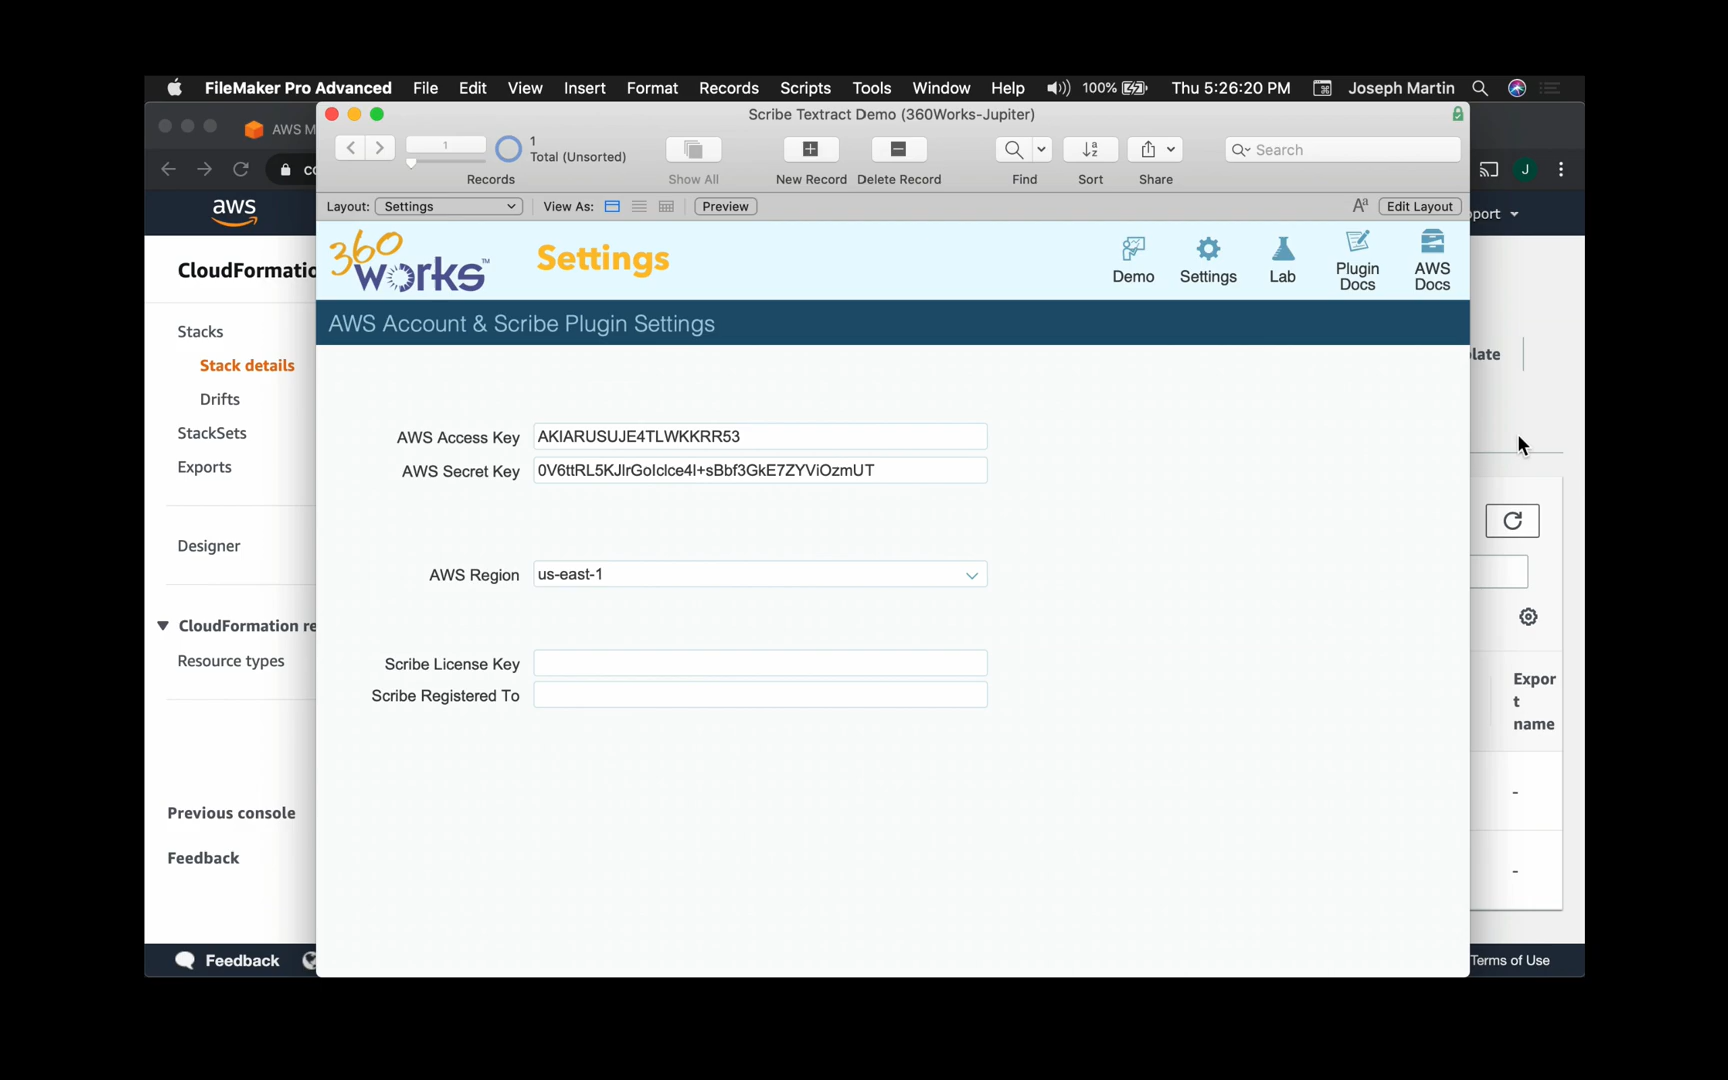 FileMaker Pro Advanced File Edit View Insert Format Records Scripts Tools Window Help 100% Thu 5:26:20 PM Joseph Martin
Scribe Textract Demo (360Works-Jupiter)
AWS M
1
1
Total (Unsorted)
Search
J
Records
Show All
New Record
Delete Record
Find
Sort
Share
Layout: Settings
View As:
Preview
Aa
Edit Layout
aws
port
360works™
Settings
Demo
Settings
Lab
Plugin
Docs
AWS
Docs
CloudFormatio
AWS Account & Scribe Plugin Settings
Stacks
Stack details
late
Drifts
StackSets
AWS Access Key AKIARUSUJE4TLWKKRR53
Exports
AWS Secret Key
Designer
AWS Region us-east-1
CloudFormation re
Resource types
Scribe License Key
Scribe Registered To
Expor
t
name
-
Previous console
Feedback
-
Feedback
Terms of Use